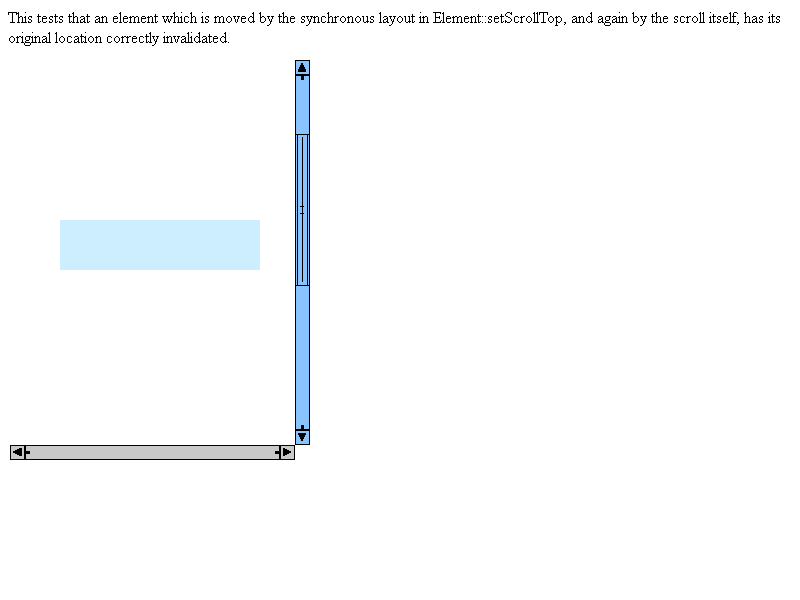 This tests that an element which is moved by the synchronous layout in Element::setScrollTop, and again by the scroll itself, has its
original location correctly invalidated.